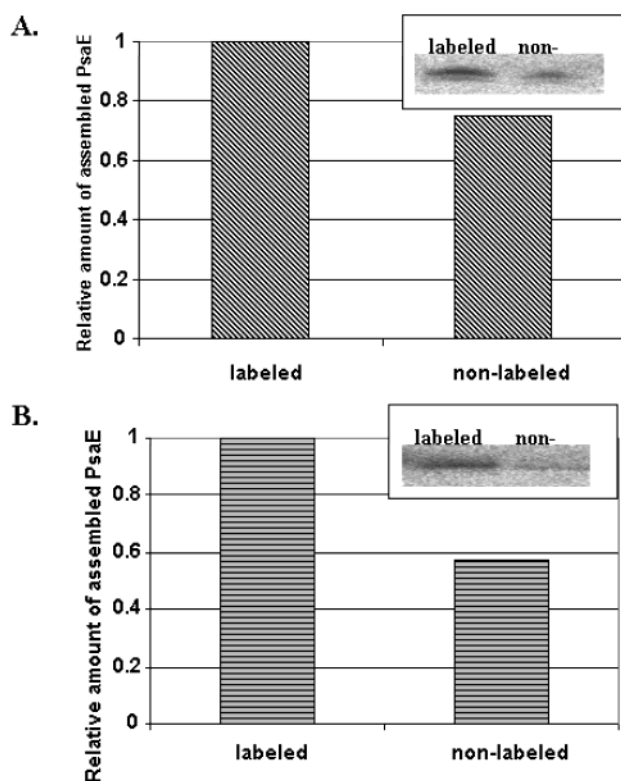 A.
Relative amount of assembled PsaE
1
0.8
0.6
0.4
0.2
0
labeled non-
labeled non-labeled
B.
Relative amount of assembled PsaE
1
0.8
0.6
0.4
0.2
0
labeled non-
labeled non-labeled